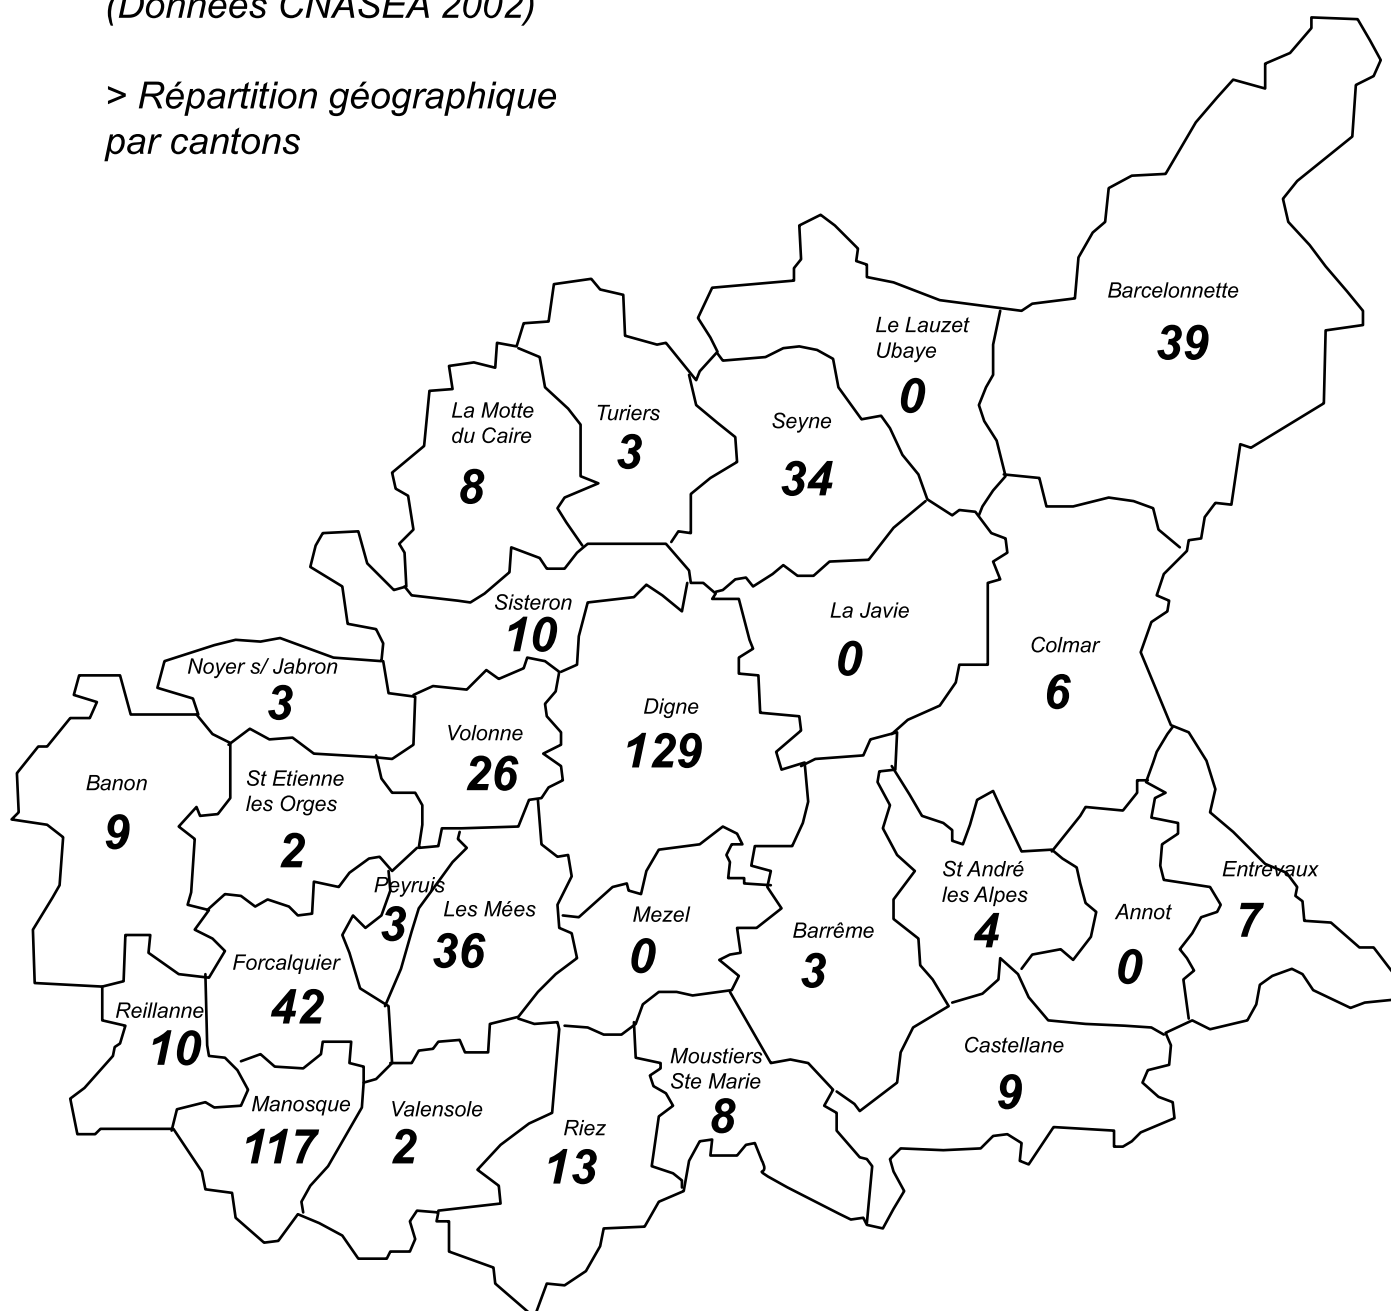 (Données CNASEA 2002)
> Répartition géographique
par cantons
Barcelonnette
39
Le Lauzet
Ubaye
0
La Motte
du Caire
8
Turiers
3
Seyne
34
Sisteron
10
La Javie
0
Colmar
6
Noyer s/ Jabron
3
Digne
129
Volonne
26
Banon
9
St Etienne
les Orges
2
Peyruis
3
Les Mées
36
Mezel
0
Barrême
3
St André
les Alpes
4
Annot
0
Entrevaux
7
Forcalquier
42
Reillanne
10
Moustiers
Ste Marie
8
Castellane
9
Manosque
117
Valensole
2
Riez
13